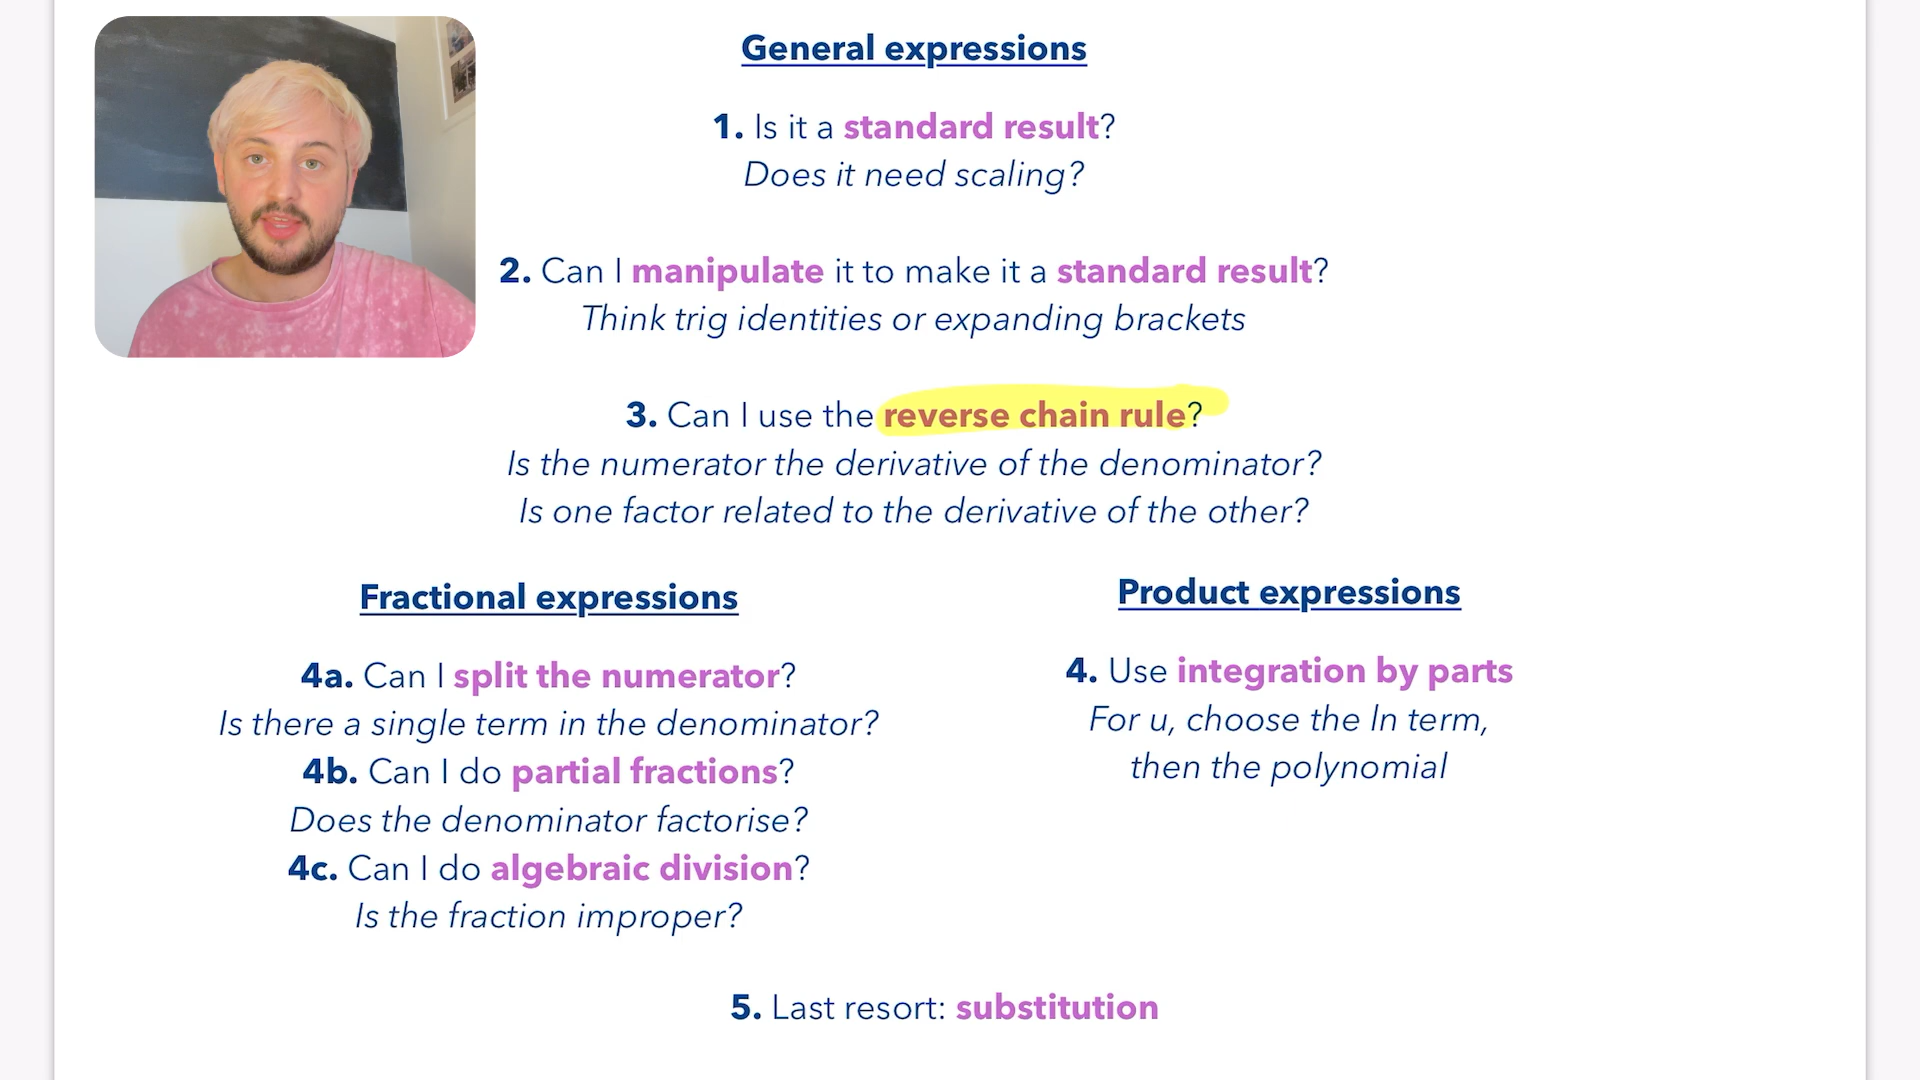 General expressions
1. Is it a standard result?
Does it need scaling?
2. Can I manipulate it to make it a standard result?
Think trig identities or expanding brackets
3. Can I use the reverse chain rule?
Is the numerator the derivative of the denominator?
Is one factor related to the derivative of the other?
Fractional expressions
4a. Can I split the numerator?
Is there a single term in the denominator?
4b. Can I do partial fractions?
Does the denominator factorise?
4c. Can I do algebraic division?
Is the fraction improper?
Product expressions
4. Use integration by parts
For u, choose the ln term,
then the polynomial
5. Last resort: substitution